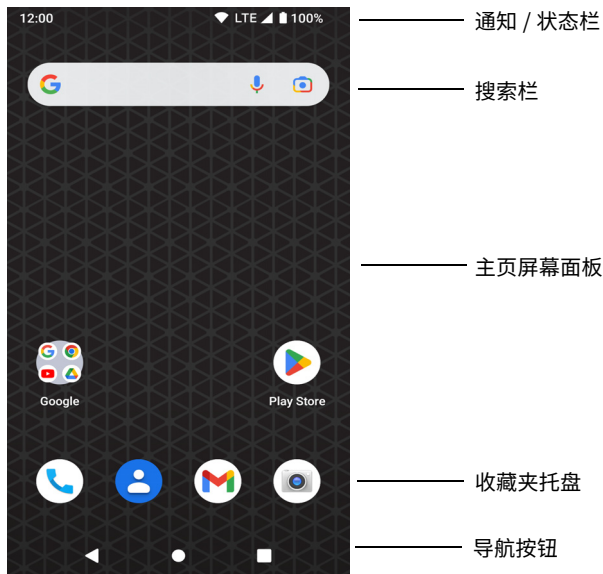 12:00 LTE 100%
通知 / 状态栏
搜索栏
主页屏幕面板
Google
Play Store
收藏夹托盘
导航按钮